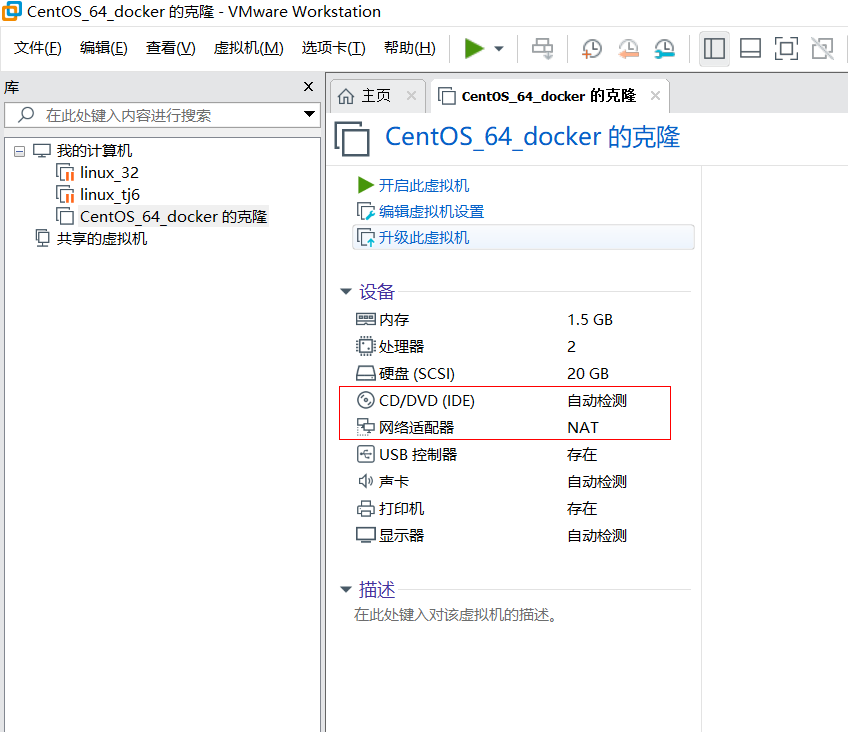 CentOS_64_docker 的克隆 - VMware Workstation
文件(F) 编辑(E) 查看(V) 虚拟机(M) 选项卡(T) 帮助(H)
库
在此处键入内容进行搜索
我的计算机
linux_32
linux_tj6
CentOS_64_docker 的克隆
共享的虚拟机
主页
CentOS_64_docker 的克隆
CentOS_64_docker 的克隆
开启此虚拟机
编辑虚拟机设置
升级此虚拟机
设备
内存 1.5 GB
处理器 2
硬盘 (SCSI) 20 GB
CD/DVD (IDE) 自动检测
网络适配器 NAT
USB 控制器 存在
声卡 自动检测
打印机 存在
显示器 自动检测
描述
在此处键入对该虚拟机的描述。